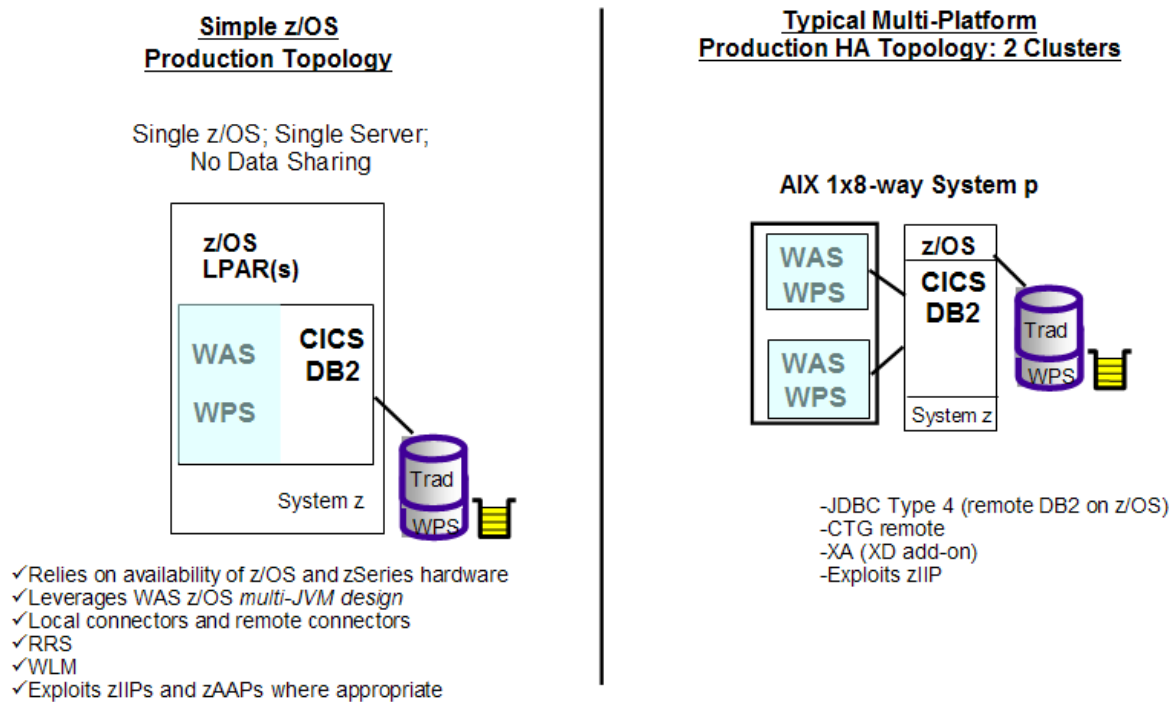 Simple z/OS
Production Topology
Single z/OS; Single Server;
No Data Sharing
z/OS
LPAR(s)
WAS
WPS
CICS
DB2
System z
Trad
WPS
✓Relies on availability of z/OS and zSeries hardware
✓Leverages WAS z/OS multi-JVM design
✓Local connectors and remote connectors
✓RRS
✓WLM
✓Exploits zIIPs and zAAPs where appropriate
Typical Multi-Platform
Production HA Topology: 2 Clusters
AIX 1x8-way System p
WAS
WPS
WAS
WPS
z/OS
CICS
DB2
System z
Trad
WPS
-JDBC Type 4 (remote DB2 on z/OS)
-CTG remote
-XA (XD add-on)
-Exploits zIIP